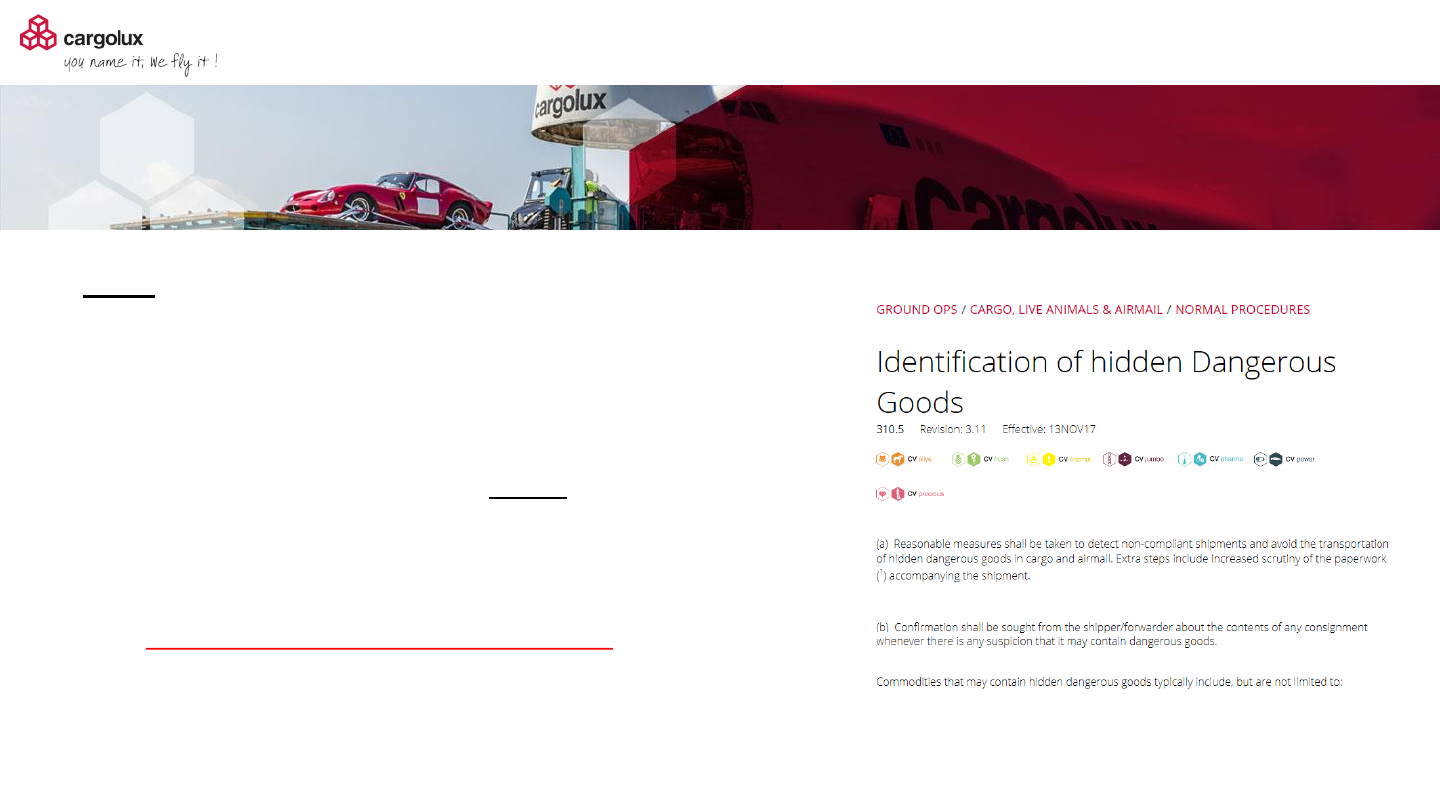 cargolux
you name it, we fly it !
cargolux
cargolux
GROUND OPS / CARGO, LIVE ANIMALS & AIRMAIL / NORMAL PROCEDURES
Identification of hidden Dangerous
Goods
310.5 Revision: 3.11 Effective: 13NOV17
CV alive CV fresh CV hazmat CV jumbo CV pharma CV power
CV precious
(a) Reasonable measures shall be taken to detect non-compliant shipments and avoid the transportation
of hidden dangerous goods in cargo and airmail. Extra steps include increased scrutiny of the paperwork
(1) accompanying the shipment.
(b) Confirmation shall be sought from the shipper/forwarder about the contents of any consignment
whenever there is any suspicion that it may contain dangerous goods.
Commodities that may contain hidden dangerous goods typically include, but are not limited to: